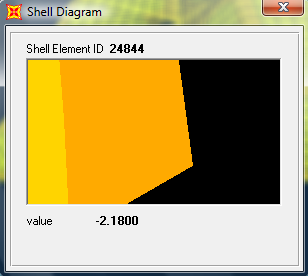 Shell Diagram
Shell Element ID 24844
value -2.1800